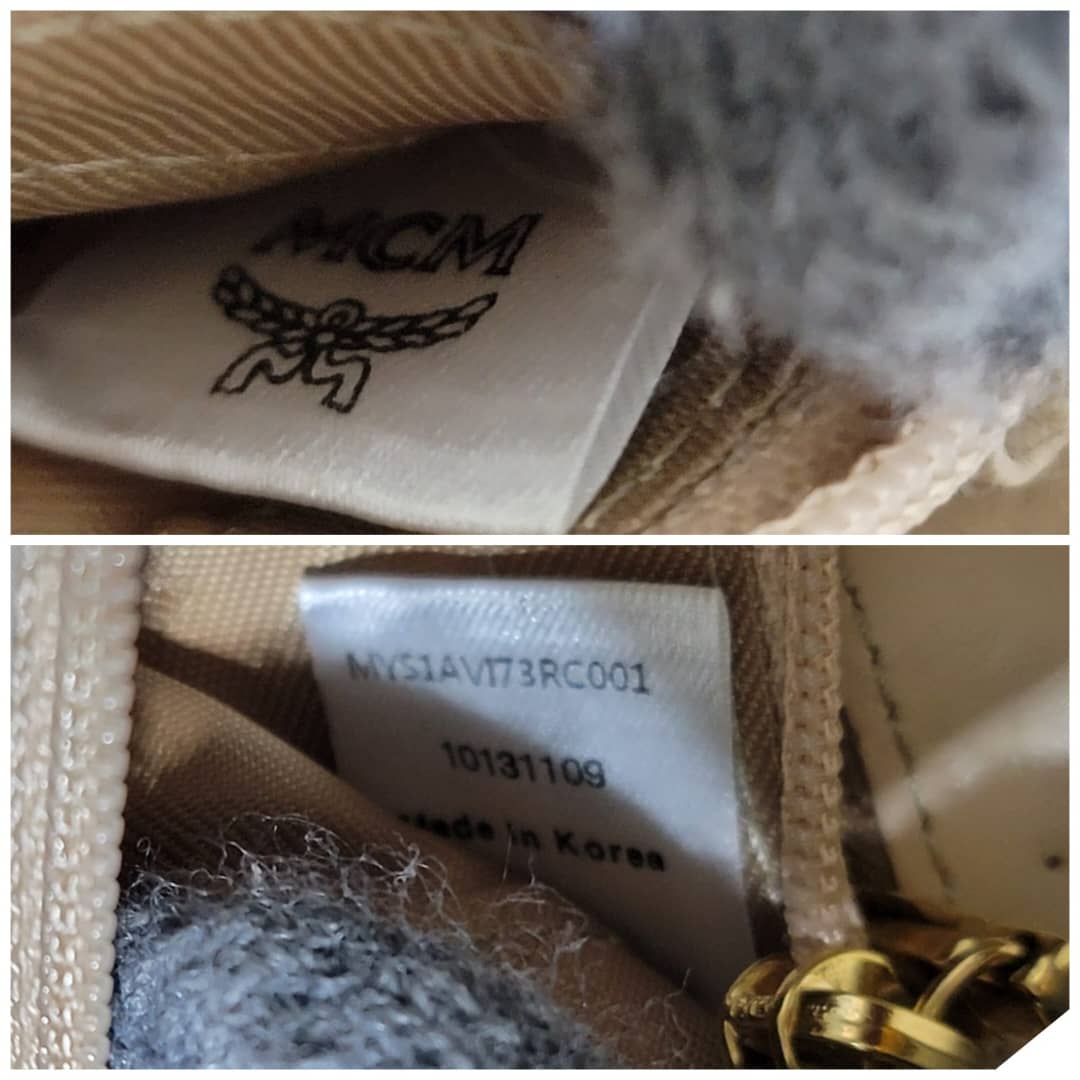 MCM
MYS1AVI73RC001
10131109
Made in Korea